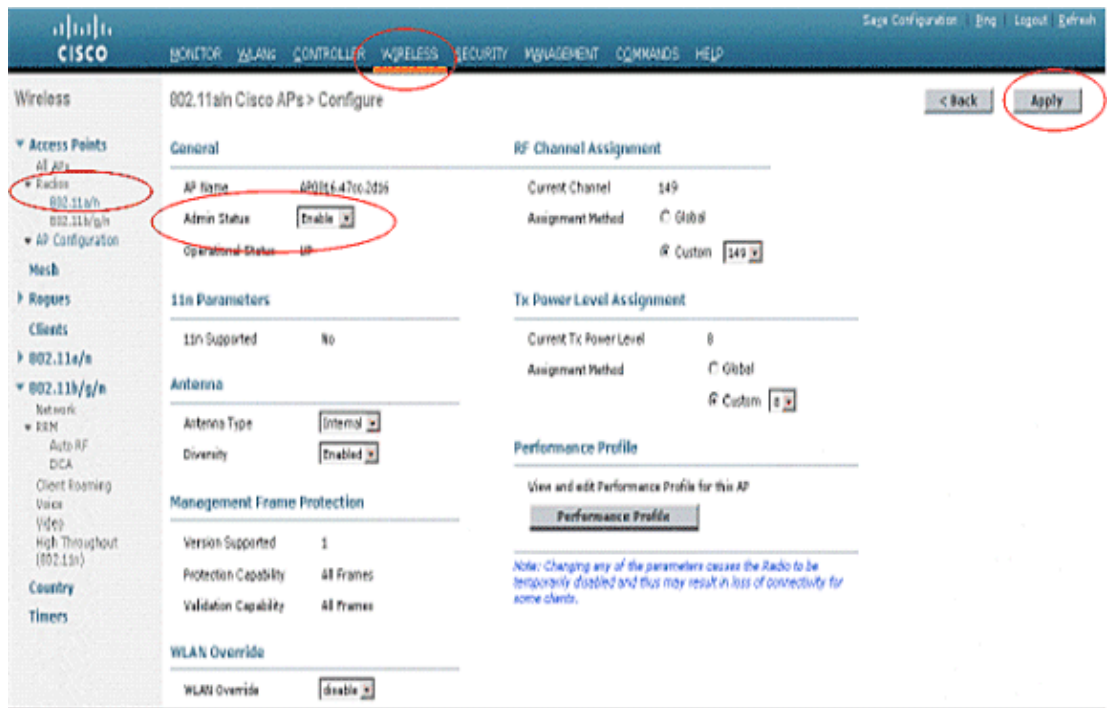 Save Configuration | Ping | Logout | Refresh
CISCO
MONITOR WLANs CONTROLLER WIRELESS SECURITY MANAGEMENT COMMANDS HELP
Wireless
802.11a/n Cisco APs > Configure
< Back
Apply
Access Points
All APs
Radios
802.11a/n
802.11b/g/n
AP Configuration
Mesh
Rogues
Clients
802.11a/n
802.11b/g/n
Network
RRM
Auto RF
DCA
Client Roaming
Voice
Video
High Throughput
(802.11n)
Country
Timers
General
AP Name
Admin Status Enable
Operational Status UP
11n Parameters
11n Supported No
Antenna
Antenna Type Internal
Diversity Enabled
Management Frame Protection
Version Supported 1
Protection Capability All Frames
Validation Capability All Frames
WLAN Override
WLAN Override disable
RF Channel Assignment
Current Channel 149
Assignment Method Global
Custom 149
Tx Power Level Assignment
Current Tx Power Level 8
Assignment Method Global
Custom 8
Performance Profile
View and edit Performance Profile for this AP
Performance Profile
Note: Changing any of the parameters causes the Radio to be
temporarily disabled and thus may result in loss of connectivity for
some clients.